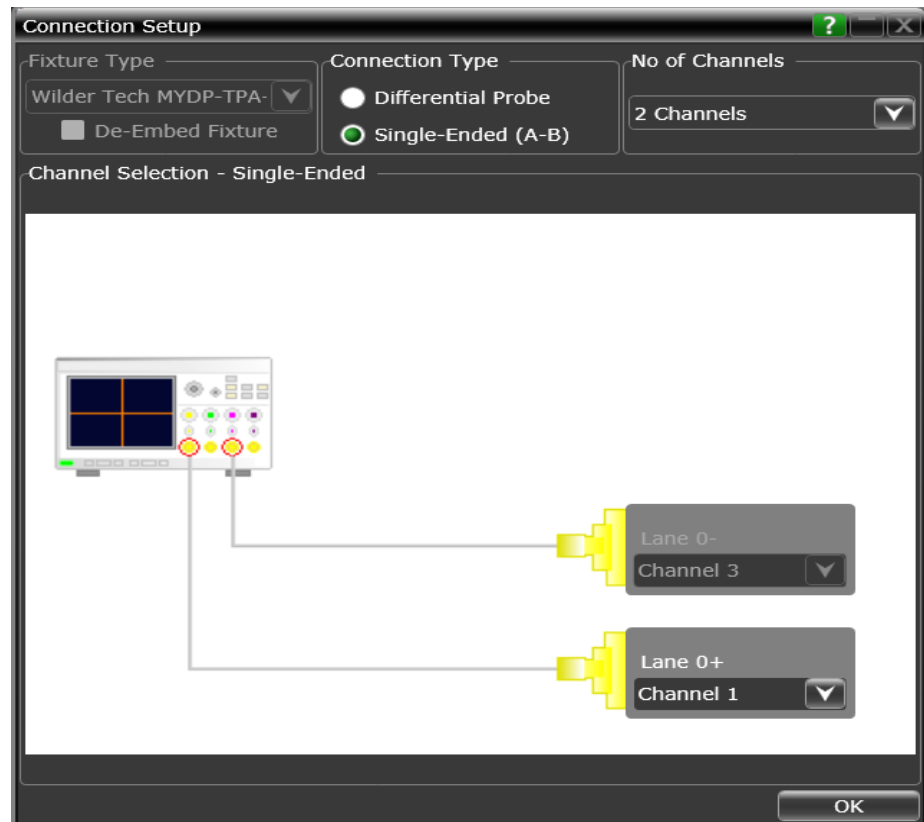 Connection Setup
?
Fixture Type
Wilder Tech MYDP-TPA-
De-Embed Fixture
Connection Type
Differential Probe
Single-Ended (A-B)
No of Channels
2 Channels
Channel Selection - Single-Ended
Lane 0-
Channel 3
Lane 0+
Channel 1
OK